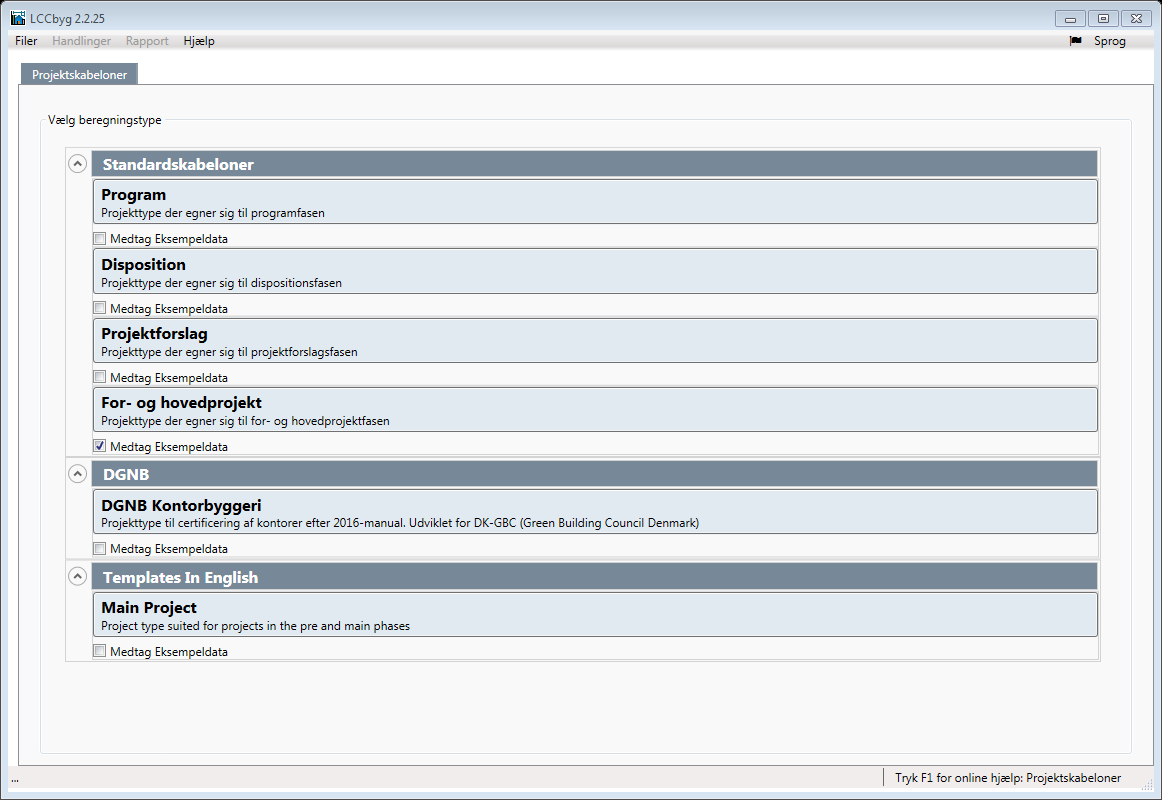 LCCbyg 2.2.25
Filer Handlinger Rapport Hjælp Sprog
Projektskabeloner
Vælg beregningstype
Standardskabeloner
Program
Projekttype der egner sig til programfasen
Medtag Eksempeldata
Disposition
Projekttype der egner sig til dispositionsfasen
Medtag Eksempeldata
Projektforslag
Projekttype der egner sig til projektforslagsfasen
Medtag Eksempeldata
For- og hovedprojekt
Projekttype der egner sig til for- og hovedprojektfasen
Medtag Eksempeldata
DGNB
DGNB Kontorbyggeri
Projekttype til certificering af kontorer efter 2016-manual. Udviklet for DK-GBC (Green Building Council Denmark)
Medtag Eksempeldata
Templates In English
Main Project
Project type suited for projects in the pre and main phases
Medtag Eksempeldata
... Tryk F1 for online hjælp: Projektskabeloner